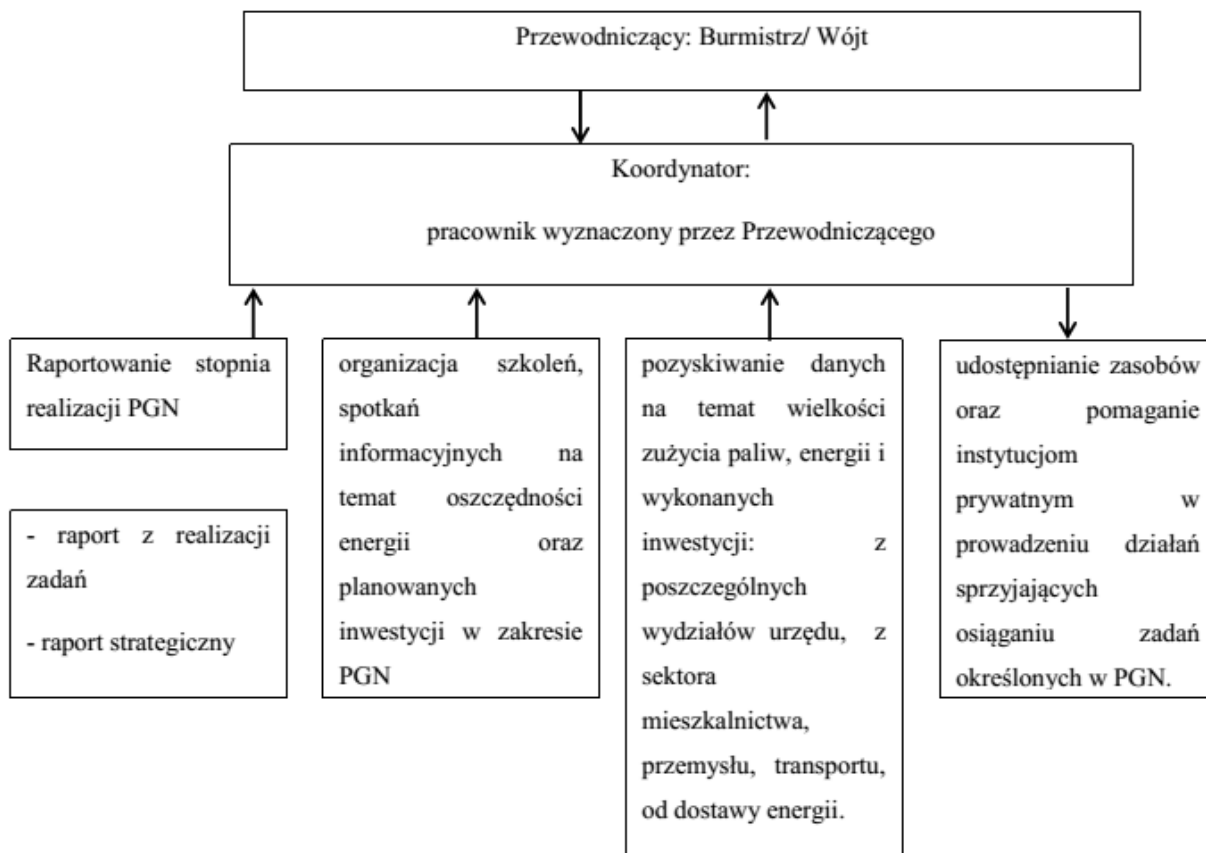 Przewodniczący: Burmistrz/ Wójt
Koordynator:
pracownik wyznaczony przez Przewodniczącego
Raportowanie stopnia
realizacji PGN
- raport z realizacji
zadań
- raport strategiczny
organizacja szkoleń,
spotkań
informacyjnych na
temat oszczędności
energii oraz
planowanych
inwestycji w zakresie
PGN
pozyskiwanie danych
na temat wielkości
zużycia paliw, energii i
wykonanych
inwestycji: z
poszczególnych
wydziałów urzędu, z
sektora
mieszkalnictwa,
przemysłu, transportu,
od dostawy energii.
udostępnianie zasobów
oraz pomaganie
instytucjom
prywatnym w
prowadzeniu działań
sprzyjających
osiąganiu zadań
określonych w PGN.